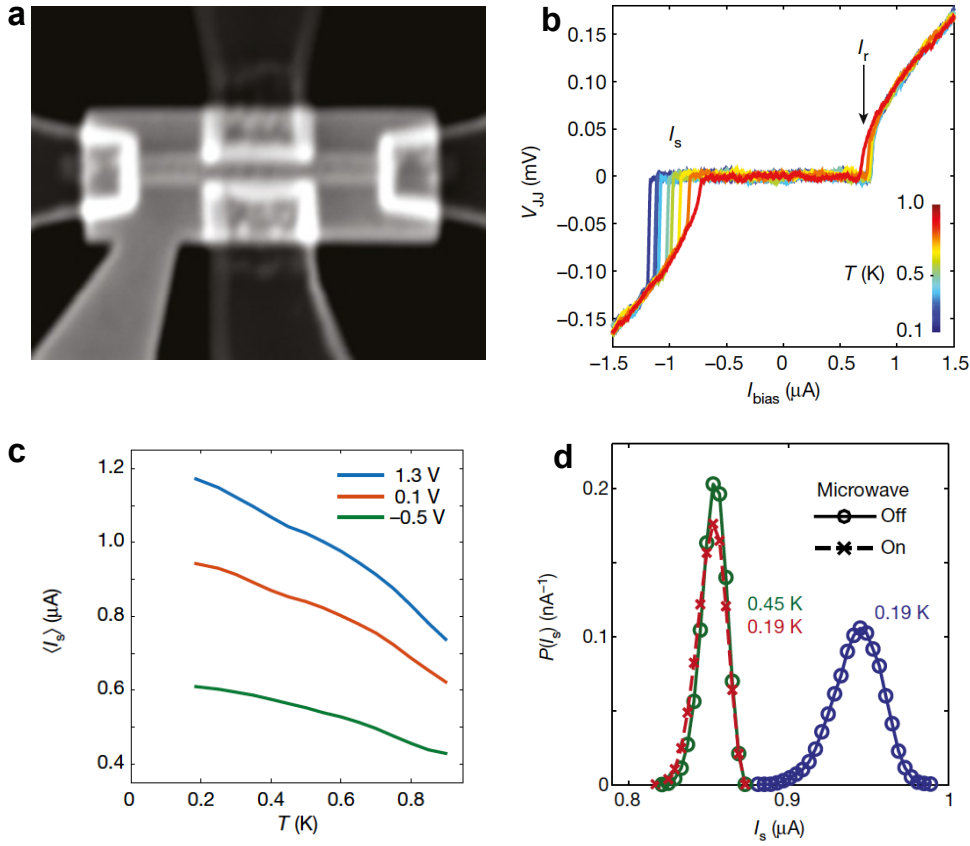 a
b
0.15
0.10
0.05
0
−0.05
−0.10
−0.15
V_JJ (mV)
I_s
I_r
1.0
T (K) 0.5
0.1
−1.5 −1 −0.5 0 0.5 1 1.5
I_bias (μA)
c
1.2
1.0
0.8
0.6
0.4
⟨I_s⟩ (μA)
1.3 V
0.1 V
−0.5 V
0 0.2 0.4 0.6 0.8
T (K)
d
0.2
0.1
0
P(I_s) (nA⁻¹)
Microwave
Off
On
0.45 K
0.19 K
0.19 K
0.8 0.9 1
I_s (μA)